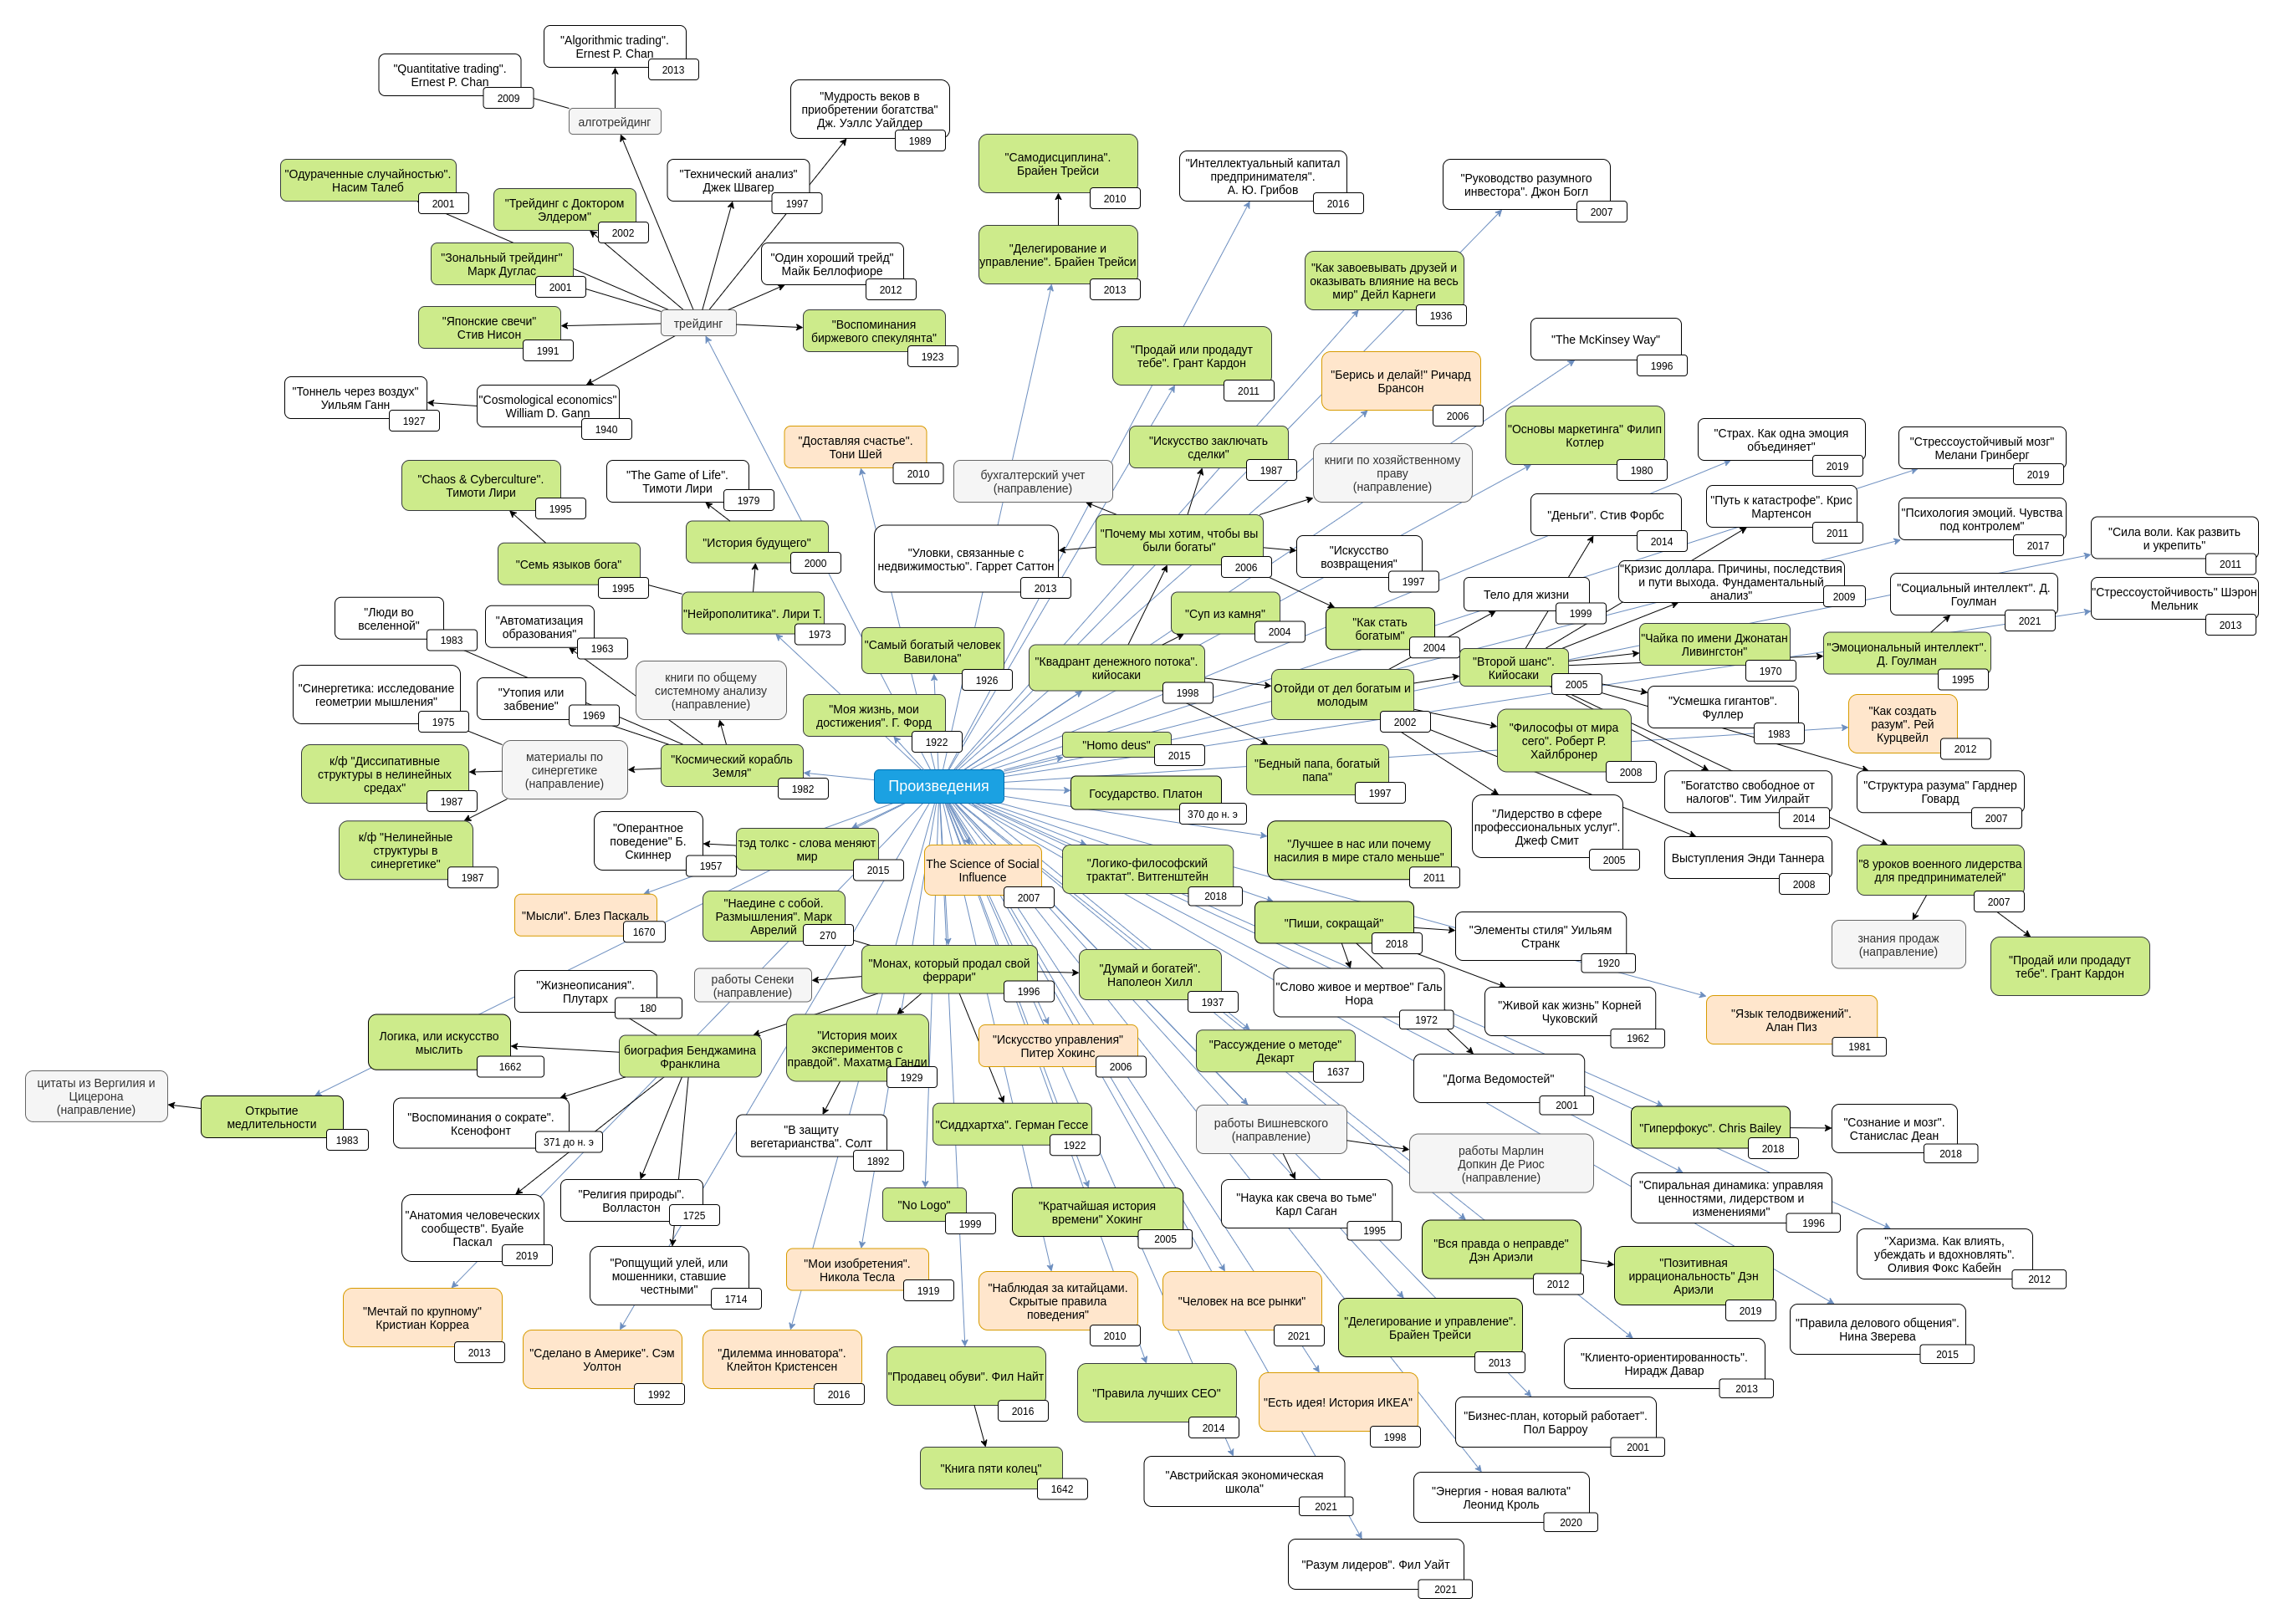 "Algorithmic trading".
Ernest P. Chan
2013
"Quantitative trading".
Ernest P. Chan
2009
алготрейдинг
"Мудрость веков в
приобретении богатства"
Дж. Уэллс Уайлдер
1989
"Одураченные случайностью".
Насим Талеб
2001
"Трейдинг с Доктором
Элдером"
2002
"Технический анализ"
Джек Швагер
1997
"Зональный трейдинг"
Марк Дуглас
2001
"Один хороший трейд"
Майк Беллофиоре
2012
"Японские свечи"
Стив Нисон
1991
трейдинг
"Воспоминания
биржевого спекулянта"
1923
"Тоннель через воздух"
Уильям Ганн
1927
"Cosmological economics"
William D. Gann
1940
"Самодисциплина".
Брайен Трейси
2010
"Делегирование и
управление". Брайен Трейси
2013
"Интеллектуальный капитал
предпринимателя".
А. Ю. Грибов
2016
"Руководство разумного
инвестора". Джон Богл
2007
"Как завоевывать друзей и
оказывать влияние на весь
мир" Дейл Карнеги
1936
"Продай или продадут
тебе". Грант Кардон
2011
"Берись и делай!" Ричард
Брансон
2006
"The McKinsey Way"
1996
"Доставляя счастье".
Тони Шей
2010
"Искусство заключать
сделки"
1987
"Основы маркетинга" Филип
Котлер
1980
"Страх. Как одна эмоция
объединяет"
2019
"Стрессоустойчивый мозг"
Мелани Гринберг
2019
"Chaos & Cyberculture".
Тимоти Лири
1995
"The Game of Life".
Тимоти Лири
1979
бухгалтерский учет
(направление)
книги по хозяйственному
праву
(направление)
"История будущего"
2000
"Уловки, связанные с
недвижимостью". Гаррет Саттон
2013
"Почему мы хотим, чтобы вы
были богаты"
2006
"Искусство
возвращения"
1997
"Деньги". Стив Форбс
2014
"Путь к катастрофе". Крис
Мартенсон
2011
"Психология эмоций. Чувства
под контролем"
2017
"Сила воли. Как развить
и укрепить"
2011
"Семь языков бога"
1995
"Нейрополитика". Лири Т.
1973
"Суп из камня"
2004
"Как стать
богатым"
2004
Тело для жизни
1999
"Кризис доллара. Причины, последствия
и пути выхода. Фундаментальный
анализ"
2009
"Социальный интеллект". Д.
Гоулман
2021
"Стрессоустойчивость" Шэрон
Мельник
2013
"Люди во
вселенной"
1983
"Автоматизация
образования"
1963
"Самый богатый человек
Вавилона"
1926
"Квадрант денежного потока".
кийосаки
1998
"Второй шанс".
Кийосаки
2005
"Чайка по имени Джонатан
Ливингстон"
1970
"Эмоциональный интеллект".
Д. Гоулман
1995
"Синергетика: исследование
геометрии мышления"
1975
"Утопия или
забвение"
1969
книги по общему
системному анализу
(направление)
"Моя жизнь, мои
достижения". Г. Форд
1922
Отойди от дел богатым и
молодым
2002
"Усмешка гигантов".
Фуллер
1983
"Как создать
разум". Рей
Курцвейл
2012
"Философы от мира
сего". Роберт Р.
Хайлбронер
2008
"Homo deus"
2015
к/ф "Диссипативные
структуры в нелинейных
средах"
1987
материалы по
синергетике
(направление)
"Космический корабль
Земля"
1982
Произведения
Государство. Платон
370 до н. э
"Бедный папа, богатый
папа"
1997
"Богатство свободное от
налогов". Тим Уилрайт
2014
"Структура разума" Гарднер
Говард
2007
"Лидерство в сфере
профессиональных услуг".
Джеф Смит
2005
к/ф "Нелинейные
структуры в
синергетике"
1987
"Оперантное
поведение" Б.
Скиннер
1957
тэд толкс - слова меняют
мир
2015
The Science of Social
Influence
2007
"Логико-философский
трактат". Витгенштейн
2018
"Лучшее в нас или почему
насилия в мире стало меньше"
2011
Выступления Энди Таннера
2008
"8 уроков военного лидерства
для предпринимателей"
2007
"Мысли". Блез Паскаль
1670
"Наедине с собой.
Размышления". Марк
Аврелий
270
"Пиши, сокращай"
2018
"Элементы стиля" Уильям
Странк
1920
знания продаж
(направление)
"Продай или продадут
тебе". Грант Кардон
"Жизнеописания".
Плутарх
180
работы Сенеки
(направление)
"Монах, который продал свой
феррари"
1996
"Думай и богатей".
Наполеон Хилл
1937
"Слово живое и мертвое" Галь
Нора
1972
"Живой как жизнь" Корней
Чуковский
1962
"Язык телодвижений".
Алан Пиз
1981
Логика, или искусство
мыслить
1662
биография Бенджамина
Франклина
"История моих
экспериментов с
правдой". Махатма Ганди
1929
"Искусство управления"
Питер Хокинс
2006
"Рассуждение о методе"
Декарт
1637
"Догма Ведомостей"
2001
цитаты из Вергилия и
Цицерона
(направление)
Открытие
медлительности
1983
"Воспоминания о сократе".
Ксенофонт
371 до н. э
"В защиту
вегетарианства". Солт
1892
"Сиддхартха". Герман Гессе
1922
работы Вишневского
(направление)
работы Марлин
Допкин Де Риос
(направление)
"Гиперфокус". Chris Bailey
2018
"Сознание и мозг".
Станислас Деан
2018
"Анатомия человеческих
сообществ". Буайе
Паскал
2019
"Религия природы".
Волластон
1725
"No Logo"
1999
"Кратчайшая история
времени" Хокинг
2005
"Наука как свеча во тьме"
Карл Саган
1995
"Спиральная динамика: управляя
ценностями, лидерством и
изменениями"
1996
"Вся правда о неправде"
Дэн Ариэли
2012
"Позитивная
иррациональность" Дэн
Ариэли
2019
"Харизма. Как влиять,
убеждать и вдохновлять".
Оливия Фокс Кабейн
2012
"Мечтай по крупному"
Кристиан Корреа
2013
"Ропщущий улей, или
мошенники, ставшие
честными"
1714
"Мои изобретения".
Никола Тесла
1919
"Наблюдая за китайцами.
Скрытые правила
поведения"
2010
"Человек на все рынки"
2021
"Делегирование и управление".
Брайен Трейси
2013
"Правила делового общения".
Нина Зверева
2015
"Сделано в Америке". Сэм
Уолтон
1992
"Дилемма инноватора".
Клейтон Кристенсен
2016
"Продавец обуви". Фил Найт
2016
"Правила лучших CEO"
2014
"Есть идея! История ИКЕА"
1998
"Клиенто-ориентированность".
Нирадж Давар
2013
"Бизнес-план, который работает".
Пол Барроу
2001
"Книга пяти колец"
1642
"Австрийская экономическая
школа"
2021
"Энергия - новая валюта"
Леонид Кроль
2020
"Разум лидеров". Фил Уайт
2021